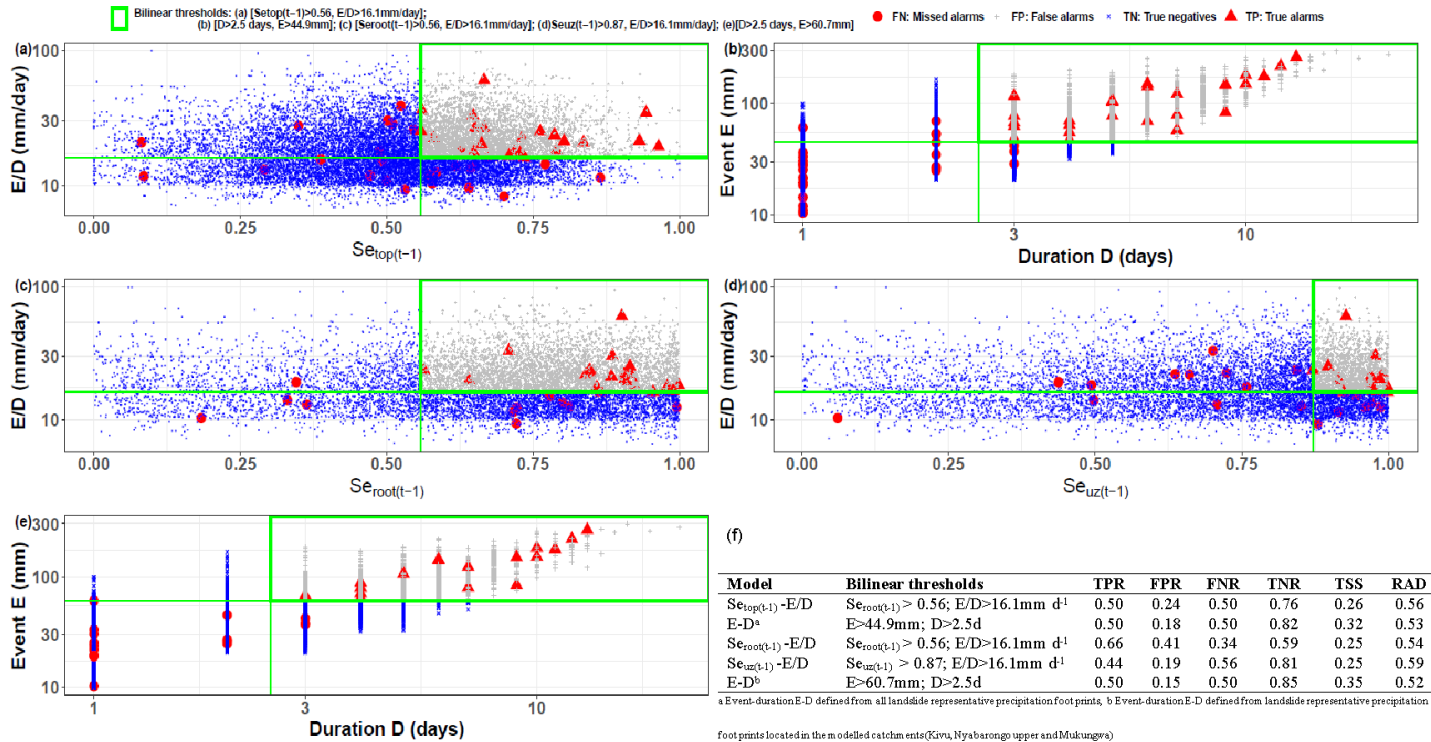 Bilinear thresholds: (a) [Setop(t−1)>0.56, E/D>16.1mm/day];
(b) [D>2.5 days, E>44.9mm]; (c) [Seroot(t−1)>0.56, E/D>16.1mm/day]; (d)Seuz(t−1)>0.87, E/D>16.1mm/day]; (e)[D>2.5 days, E>60.7mm]
FN: Missed alarms FP: False alarms TN: True negatives TP: True alarms
(a)
100
30
10
E/D (mm/day)
0.00 0.25 0.50 0.75 1.00
Setop(t−1)
(b)
300
100
30
10
Event E (mm)
1 3 10
Duration D (days)
(c)
100
30
10
E/D (mm/day)
0.00 0.25 0.50 0.75 1.00
Seroot(t−1)
(d)
100
30
10
E/D (mm/day)
0.00 0.25 0.50 0.75 1.00
Seuz(t−1)
(e)
300
100
30
10
Event E (mm)
1 3 10
Duration D (days)
(f)
Model Bilinear thresholds TPR FPR FNR TNR TSS RAD
Setop(t-1) -E/D Seroot(t-1) > 0.56; E/D>16.1mm d-1 0.50 0.24 0.50 0.76 0.26 0.56
E-Da E>44.9mm; D>2.5d 0.50 0.18 0.50 0.82 0.32 0.53
Seroot(t-1) -E/D Seroot(t-1) > 0.56; E/D>16.1mm d-1 0.66 0.41 0.34 0.59 0.25 0.54
Seuz(t-1) -E/D Seuz(t-1) > 0.87; E/D>16.1mm d-1 0.44 0.19 0.56 0.81 0.25 0.59
E-Db E>60.7mm; D>2.5d 0.50 0.15 0.50 0.85 0.35 0.52
a Event-duration E-D defined from all landslide representative precipitation foot prints, b Event-duration E-D defined from landslide representative precipitation
foot prints located in the modelled catchments (Kivu, Nyabarongo upper and Mukungwa)